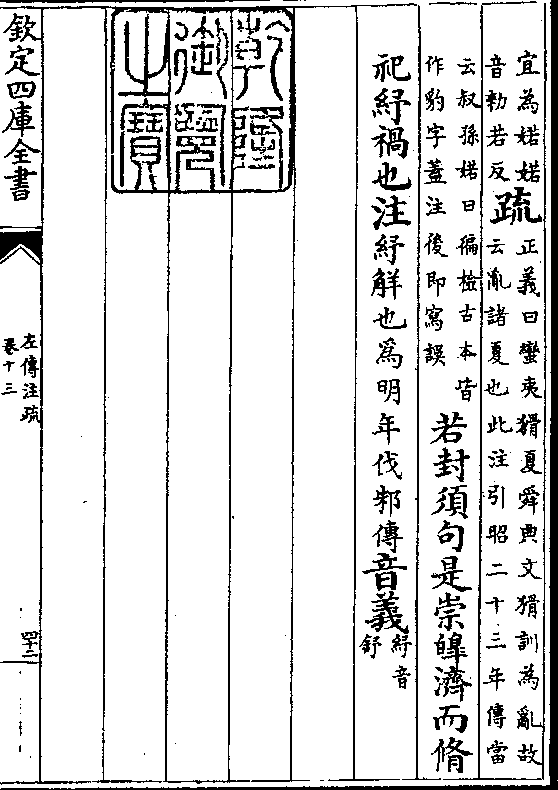 宜為婼婼
音勑若反
疏
正義曰蠻夷猾夏舜典文猾訓為亂故
云亂諸夏也此注引昭二十三年傳當
云叔孫婼日徧檢古本皆
作豹字蓋注後即寫誤
若封須句是崇皥濟而脩
祀紓禍也注紓解也為明年伐邾傳音義
紓音
舒
乾隆
御覽
之寶
欽定四庫全書
左傳注疏
卷十三
四十二